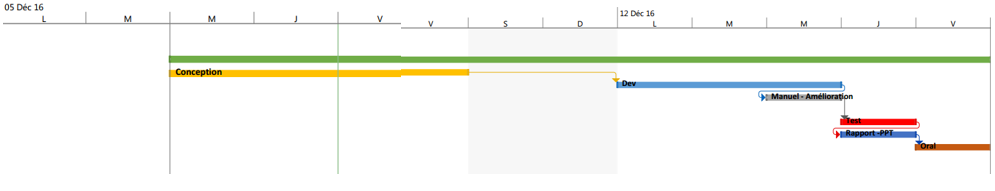 05 Déc 16
12 Déc 16
L M M J V V S D L M M J V
Conception
Dev
Manuel - Amélioration
Test
Rapport -PPT
Oral